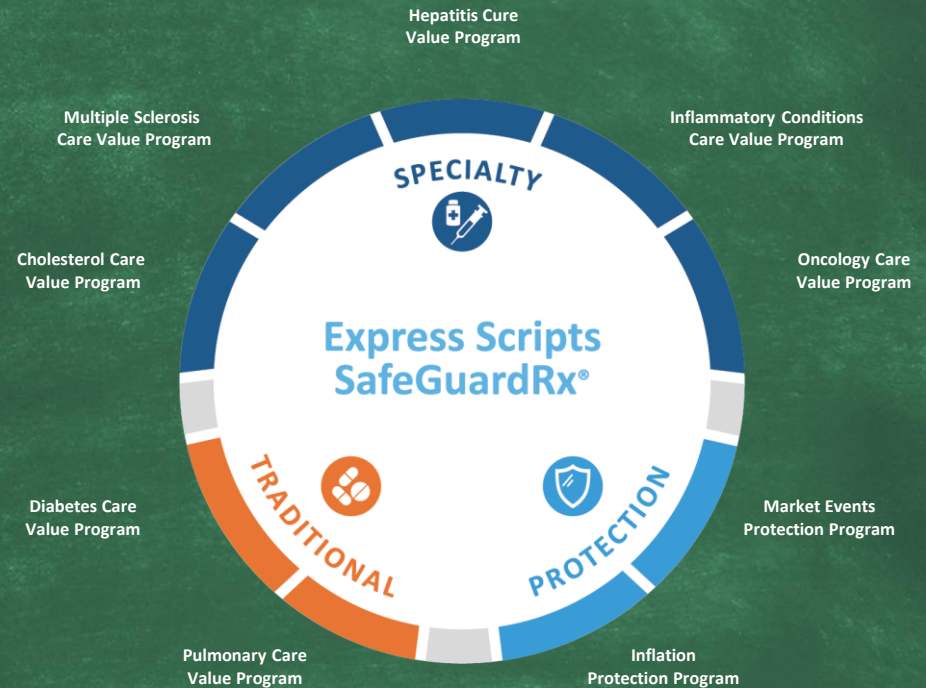 Hepatitis Cure
Value Program
Multiple Sclerosis
Care Value Program
Inflammatory Conditions
Care Value Program
SPECIALTY
Cholesterol Care
Value Program
Oncology Care
Value Program
Express Scripts
SafeGuardRx®
TRADITIONAL
PROTECTION
Diabetes Care
Value Program
Market Events
Protection Program
Pulmonary Care
Value Program
Inflation
Protection Program